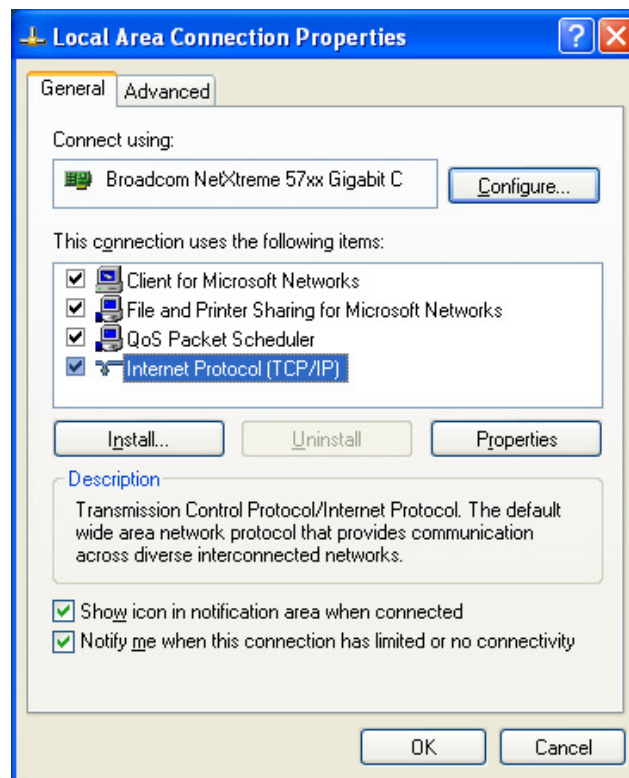 Local Area Connection Properties
General Advanced
Connect using:
Broadcom NetXtreme 57xx Gigabit C
Configure...
This connection uses the following items:
Client for Microsoft Networks
File and Printer Sharing for Microsoft Networks
QoS Packet Scheduler
Internet Protocol (TCP/IP)
Install... Uninstall Properties
Description
Transmission Control Protocol/Internet Protocol. The default
wide area network protocol that provides communication
across diverse interconnected networks.
Show icon in notification area when connected
Notify me when this connection has limited or no connectivity
OK Cancel